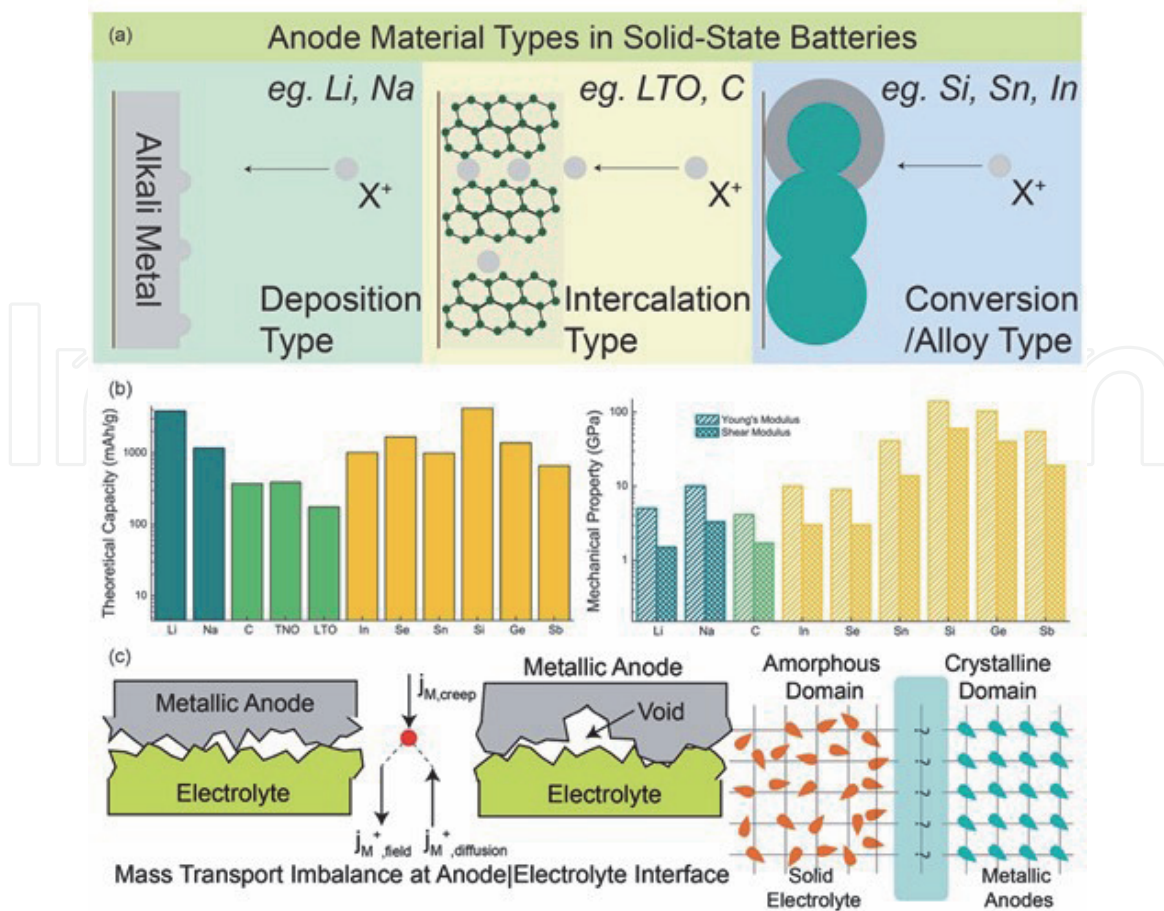 (a)
Anode Material Types in Solid-State Batteries
eg. Li, Na
Alkali Metal
X+
Deposition
Type
eg. LTO, C
X+
Intercalation
Type
eg. Si, Sn, In
X+
Conversion
/Alloy Type
(b)
Theoretical Capacity (mAh/g)
1000
100
10
Li Na C TNO LTO In Se Sn Si Ge Sb
Mechanical Property (GPa)
100
10
1
Young's Modulus
Shear Modulus
Li Na C In Se Sn Si Ge Sb
(c)
Metallic Anode
Electrolyte
jM,creep
jM+,field
jM+,diffusion
Metallic Anode
Void
Electrolyte
Mass Transport Imbalance at Anode|Electrolyte Interface
Amorphous
Domain
Crystalline
Domain
?
?
?
?
?
Solid
Electrolyte
Metallic
Anodes